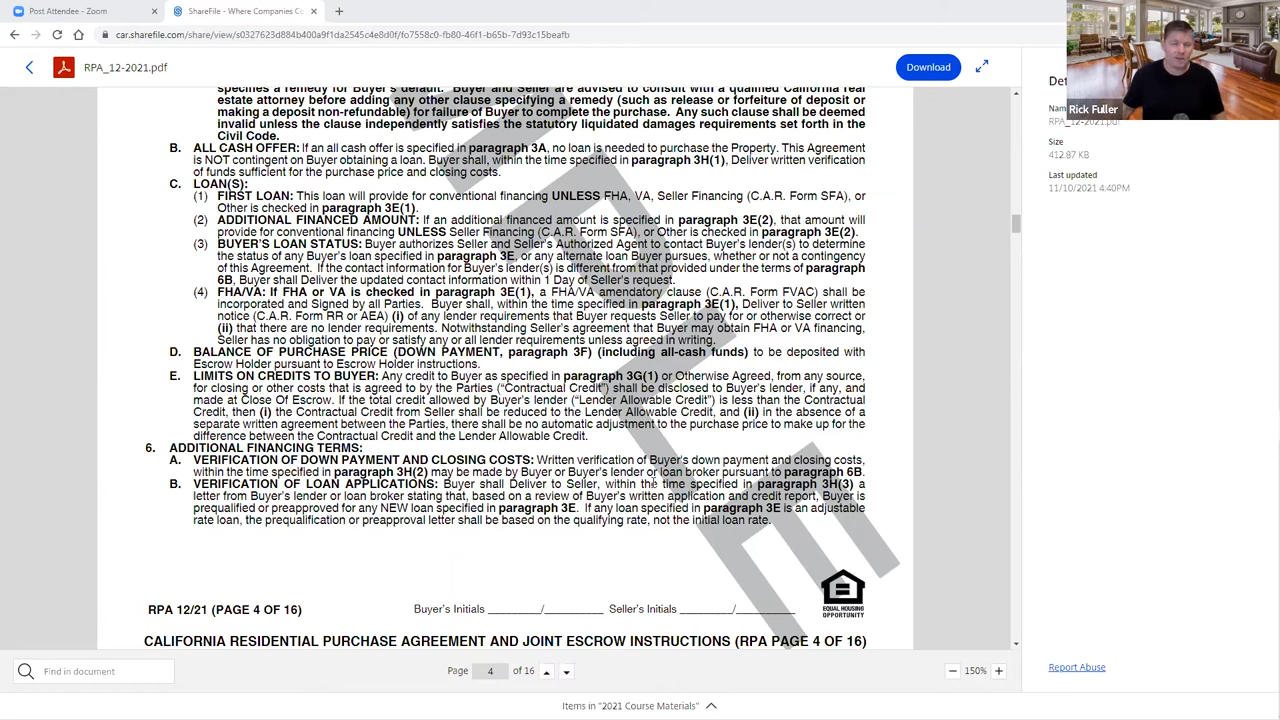 Post Attendee - Zoom
ShareFile - Where Companies Co
car.sharefile.com/share/view/s0327623d884b400a9f1da2545c4e8d0f/fo7558c0-fb80-46f1-b65b-7d93c15beafb
RPA_12-2021.pdf
Download
specifies a remedy for Buyer's default. Buyer and Seller are advised to consult with a qualified California real
estate attorney before adding any other clause specifying a remedy (such as release or forfeiture of deposit or
making a deposit non-refundable) for failure of Buyer to complete the purchase. Any such clause shall be deemed
invalid unless the clause independently satisfies the statutory liquidated damages requirements set forth in the
Civil Code.
B. ALL CASH OFFER: If an all cash offer is specified in paragraph 3A, no loan is needed to purchase the Property. This Agreement
is NOT contingent on Buyer obtaining a loan. Buyer shall, within the time specified in paragraph 3H(1), Deliver written verification
of funds sufficient for the purchase price and closing costs.
C. LOAN(S):
(1) FIRST LOAN: This loan will provide for conventional financing UNLESS FHA, VA, Seller Financing (C.A.R. Form SFA), or
Other is checked in paragraph 3E(1).
(2) ADDITIONAL FINANCED AMOUNT: If an additional financed amount is specified in paragraph 3E(2), that amount will
provide for conventional financing UNLESS Seller Financing (C.A.R. Form SFA), or Other is checked in paragraph 3E(2).
(3) BUYER'S LOAN STATUS: Buyer authorizes Seller and Seller's Authorized Agent to contact Buyer's lender(s) to determine
the status of any Buyer's loan specified in paragraph 3E, or any alternate loan Buyer pursues, whether or not a contingency
of this Agreement. If the contact information for Buyer's lender(s) is different from that provided under the terms of paragraph
6B, Buyer shall Deliver the updated contact information within 1 Day of Seller's request.
(4) FHA/VA: If FHA or VA is checked in paragraph 3E(1), a FHA/VA amendatory clause (C.A.R. Form FVAC) shall be
incorporated and Signed by all Parties. Buyer shall, within the time specified in paragraph 3E(1), Deliver to Seller written
notice (C.A.R. Form RR or AEA) (i) of any lender requirements that Buyer requests Seller to pay for or otherwise correct or
(ii) that there are no lender requirements. Notwithstanding Seller's agreement that Buyer may obtain FHA or VA financing,
Seller has no obligation to pay or satisfy any or all lender requirements unless agreed in writing.
D. BALANCE OF PURCHASE PRICE (DOWN PAYMENT, paragraph 3F) (including all-cash funds) to be deposited with
Escrow Holder pursuant to Escrow Holder instructions.
E. LIMITS ON CREDITS TO BUYER: Any credit to Buyer as specified in paragraph 3G(1) or Otherwise Agreed, from any source,
for closing or other costs that is agreed to by the Parties ("Contractual Credit") shall be disclosed to Buyer's lender, if any, and
made at Close Of Escrow. If the total credit allowed by Buyer's lender ("Lender Allowable Credit") is less than the Contractual
Credit, then (i) the Contractual Credit from Seller shall be reduced to the Lender Allowable Credit, and (ii) in the absence of a
separate written agreement between the Parties, there shall be no automatic adjustment to the purchase price to make up for the
difference between the Contractual Credit and the Lender Allowable Credit.
6. ADDITIONAL FINANCING TERMS:
A. VERIFICATION OF DOWN PAYMENT AND CLOSING COSTS: Written verification of Buyer's down payment and closing costs,
within the time specified in paragraph 3H(2) may be made by Buyer or Buyer's lender or loan broker pursuant to paragraph 6B.
B. VERIFICATION OF LOAN APPLICATIONS: Buyer shall Deliver to Seller, within the time specified in paragraph 3H(3) a
letter from Buyer's lender or loan broker stating that, based on a review of Buyer's written application and credit report, Buyer is
prequalified or preapproved for any NEW loan specified in paragraph 3E. If any loan specified in paragraph 3E is an adjustable
rate loan, the prequalification or preapproval letter shall be based on the qualifying rate, not the initial loan rate.
EQUAL HOUSING
OPPORTUNITY
RPA 12/21 (PAGE 4 OF 16) Buyer's Initials ________/________ Seller's Initials ________/________
CALIFORNIA RESIDENTIAL PURCHASE AGREEMENT AND JOINT ESCROW INSTRUCTIONS (RPA PAGE 4 OF 16)
Find in document
Page 4 of 16
150%
Items in "2021 Course Materials"
Rick Fuller
RPA_12-2021.pdf
Size
412.87 KB
Last updated
11/10/2021 4:40PM
Report Abuse